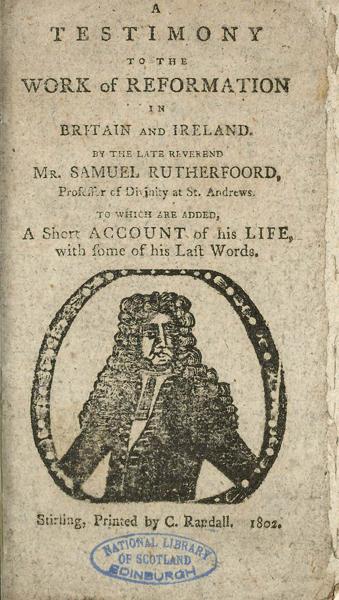 A
TESTIMONY
TO THE
WORK of REFORMATION
IN
BRITAIN AND IRELAND.
BY THE LATE REVEREND
MR. SAMUEL RUTHERFOORD,
Profeſſor of Divinity at St. Andrews.
TO WHICH ARE ADDED,
A Short ACCOUNT of his LIFE,
with ſome of his Laſt Words.
Stirling, Printed by C. Randall. 1802.
NATIONAL LIBRARY
OF SCOTLAND
EDINBURGH